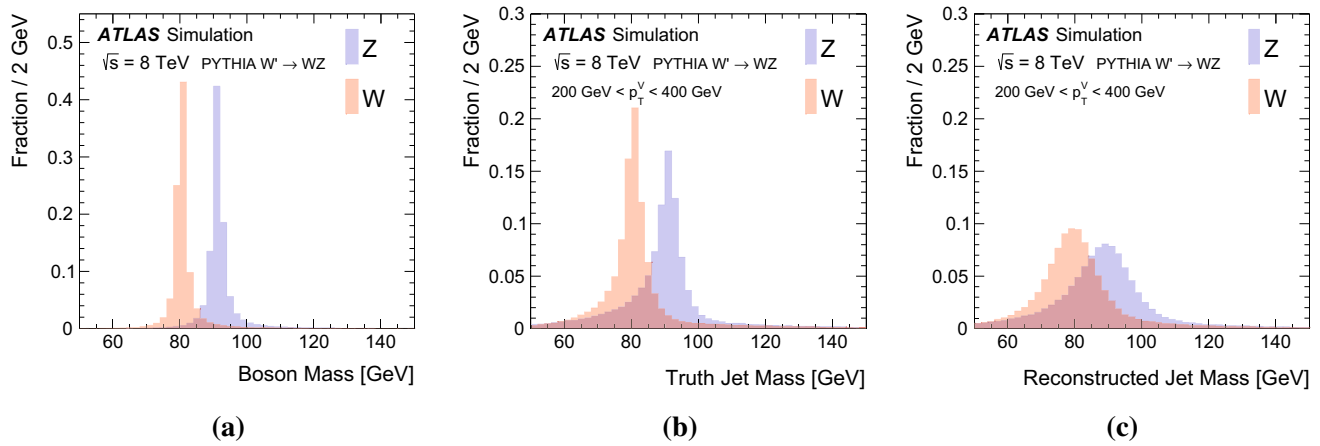 ATLAS Simulation
√s = 8 TeV PYTHIA W' → WZ
Z
W
Fraction / 2 GeV
0.5
0.4
0.3
0.2
0.1
0
60 80 100 120 140
Boson Mass [GeV]
(a)
ATLAS Simulation
√s = 8 TeV PYTHIA W' → WZ
200 GeV < p_T^V < 400 GeV
Z
W
Fraction / 2 GeV
0.3
0.25
0.2
0.15
0.1
0.05
0
60 80 100 120 140
Truth Jet Mass [GeV]
(b)
ATLAS Simulation
√s = 8 TeV PYTHIA W' → WZ
200 GeV < p_T^V < 400 GeV
Z
W
Fraction / 2 GeV
0.3
0.25
0.2
0.15
0.1
0.05
0
60 80 100 120 140
Reconstructed Jet Mass [GeV]
(c)